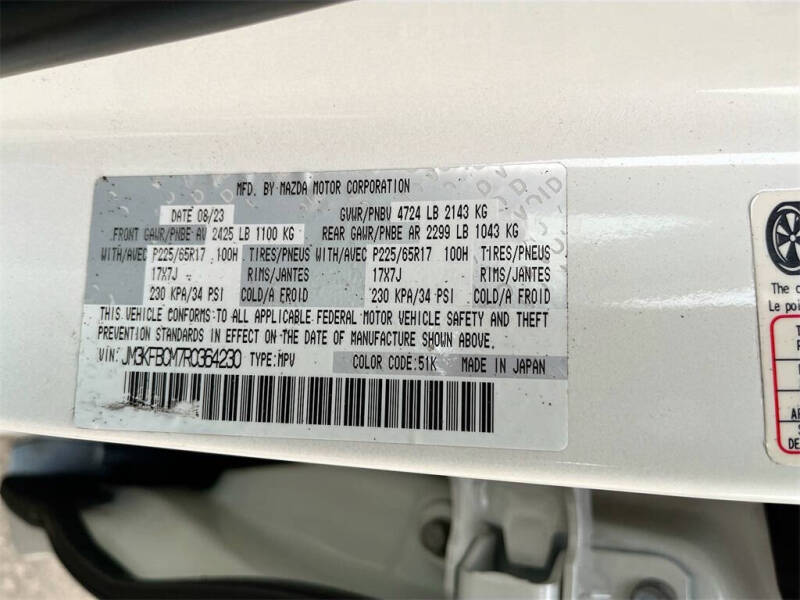 MFD. BY MAZDA MOTOR CORPORATION
DATE 08/23 GVWR/PNBV 4724 LB 2143 KG
FRONT GAWR/PNBE AV 2425 LB 1100 KG REAR GAWR/PNBE AR 2299 LB 1043 KG
WITH/AVEC P225/65R17 100H TIRES/PNEUS WITH/AVEC P225/65R17 100H TIRES/PNEUS
17X7J RIMS/JANTES 17X7J RIMS/JANTES
230 KPA/34 PSI COLD/A FROID 230 KPA/34 PSI COLD/A FROID
THIS VEHICLE CONFORMS TO ALL APPLICABLE FEDERAL MOTOR VEHICLE SAFETY AND THEFT
PREVENTION STANDARDS IN EFFECT ON THE DATE OF MANUFACTURE SHOWN ABOVE.
VIN: JM3KFBCM7R0364230 TYPE:MPV COLOR CODE:51K MADE IN JAPAN
VOID
The c
Le poi